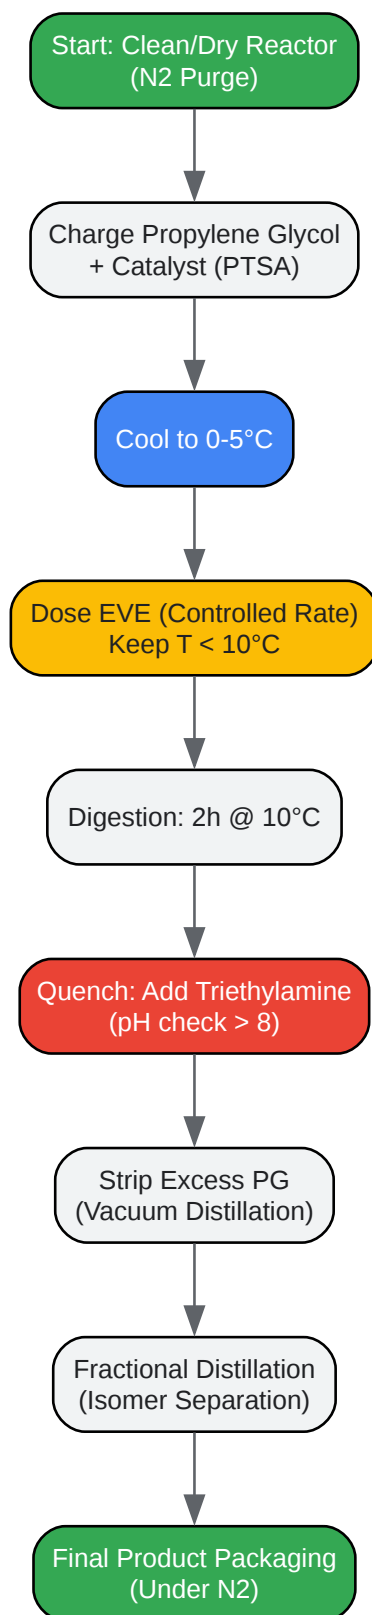 Start: Clean/Dry Reactor
(N2 Purge)
Charge Propylene Glycol
+ Catalyst (PTSA)
Cool to 0-5°C
Dose EVE (Controlled Rate)
Keep T < 10°C
Digestion: 2h @ 10°C
Quench: Add Triethylamine
(pH check > 8)
Strip Excess PG
(Vacuum Distillation)
Fractional Distillation
(Isomer Separation)
Final Product Packaging
(Under N2)